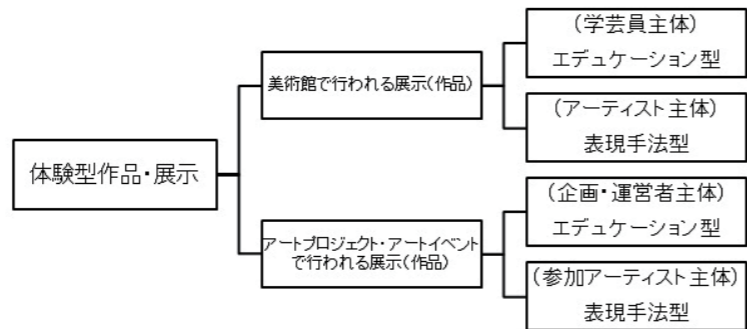 体験型作品・展示
美術館で行われる展示(作品)
(学芸員主体)
エデュケーション型
(アーティスト主体)
表現手法型
アートプロジェクト・アートイベント
で行われる展示(作品)
(企画・運営者主体)
エデュケーション型
(参加アーティスト主体)
表現手法型